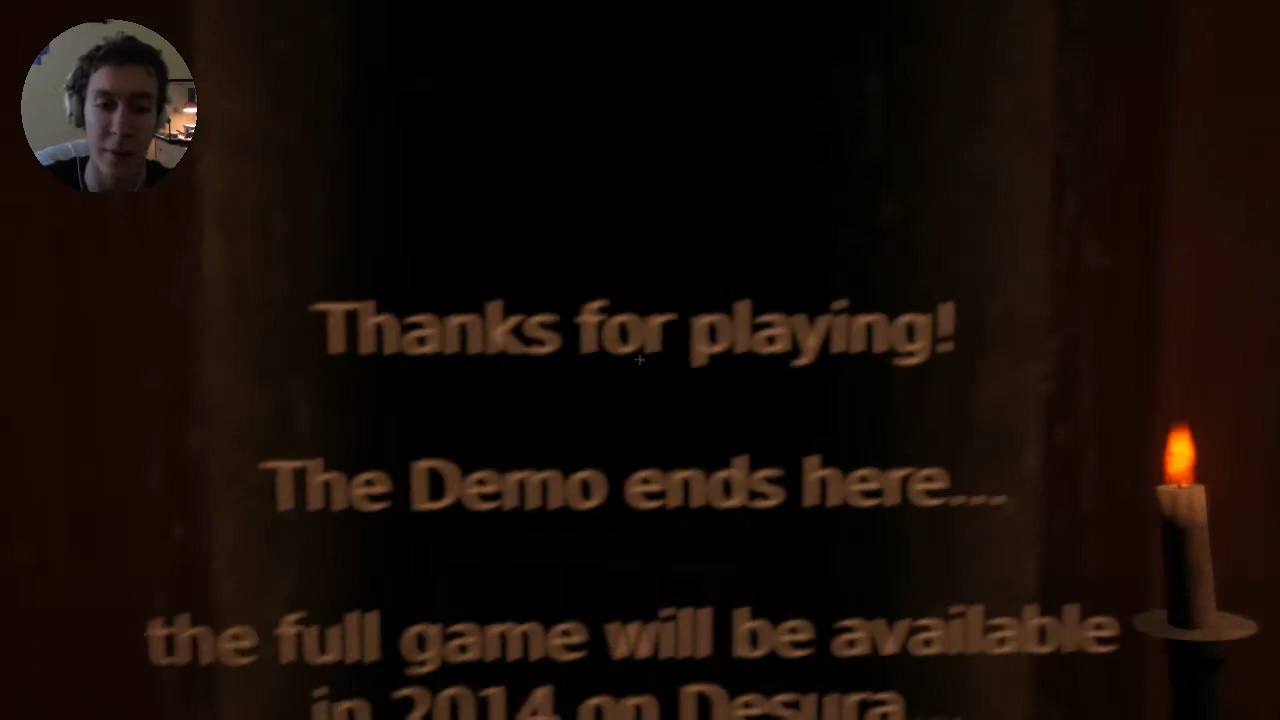 Thanks for playing!
The Demo ends here...
the full game will be available
in 2014 on Desura...